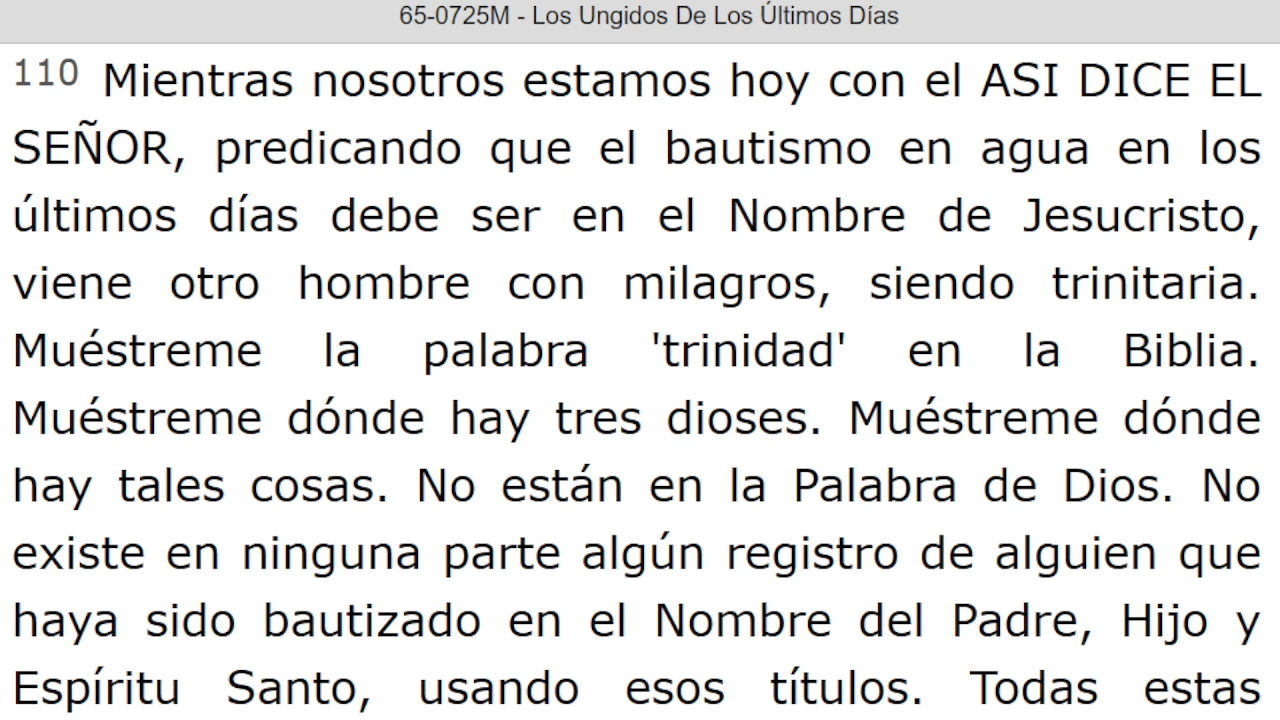 65-0725M - Los Ungidos De Los Últimos Días
110 Mientras nosotros estamos hoy con el ASI DICE EL
SEÑOR, predicando que el bautismo en agua en los
últimos días debe ser en el Nombre de Jesucristo,
viene otro hombre con milagros, siendo trinitaria.
Muéstreme la palabra 'trinidad' en la Biblia.
Muéstreme dónde hay tres dioses. Muéstreme dónde
hay tales cosas. No están en la Palabra de Dios. No
existe en ninguna parte algún registro de alguien que
haya sido bautizado en el Nombre del Padre, Hijo y
Espíritu Santo, usando esos títulos. Todas estas